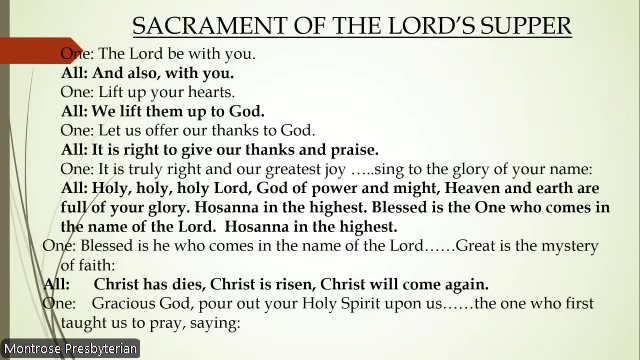 SACRAMENT OF THE LORD’S SUPPER
One: The Lord be with you.
All: And also, with you.
One: Lift up your hearts.
All: We lift them up to God.
One: Let us offer our thanks to God.
All: It is right to give our thanks and praise.
One: It is truly right and our greatest joy …..sing to the glory of your name:
All: Holy, holy, holy Lord, God of power and might, Heaven and earth are
full of your glory. Hosanna in the highest. Blessed is the One who comes in
the name of the Lord. Hosanna in the highest.
One: Blessed is he who comes in the name of the Lord……Great is the mystery
of faith:
All: Christ has dies, Christ is risen, Christ will come again.
One: Gracious God, pour out your Holy Spirit upon us……the one who first
taught us to pray, saying:
Montrose Presbyterian